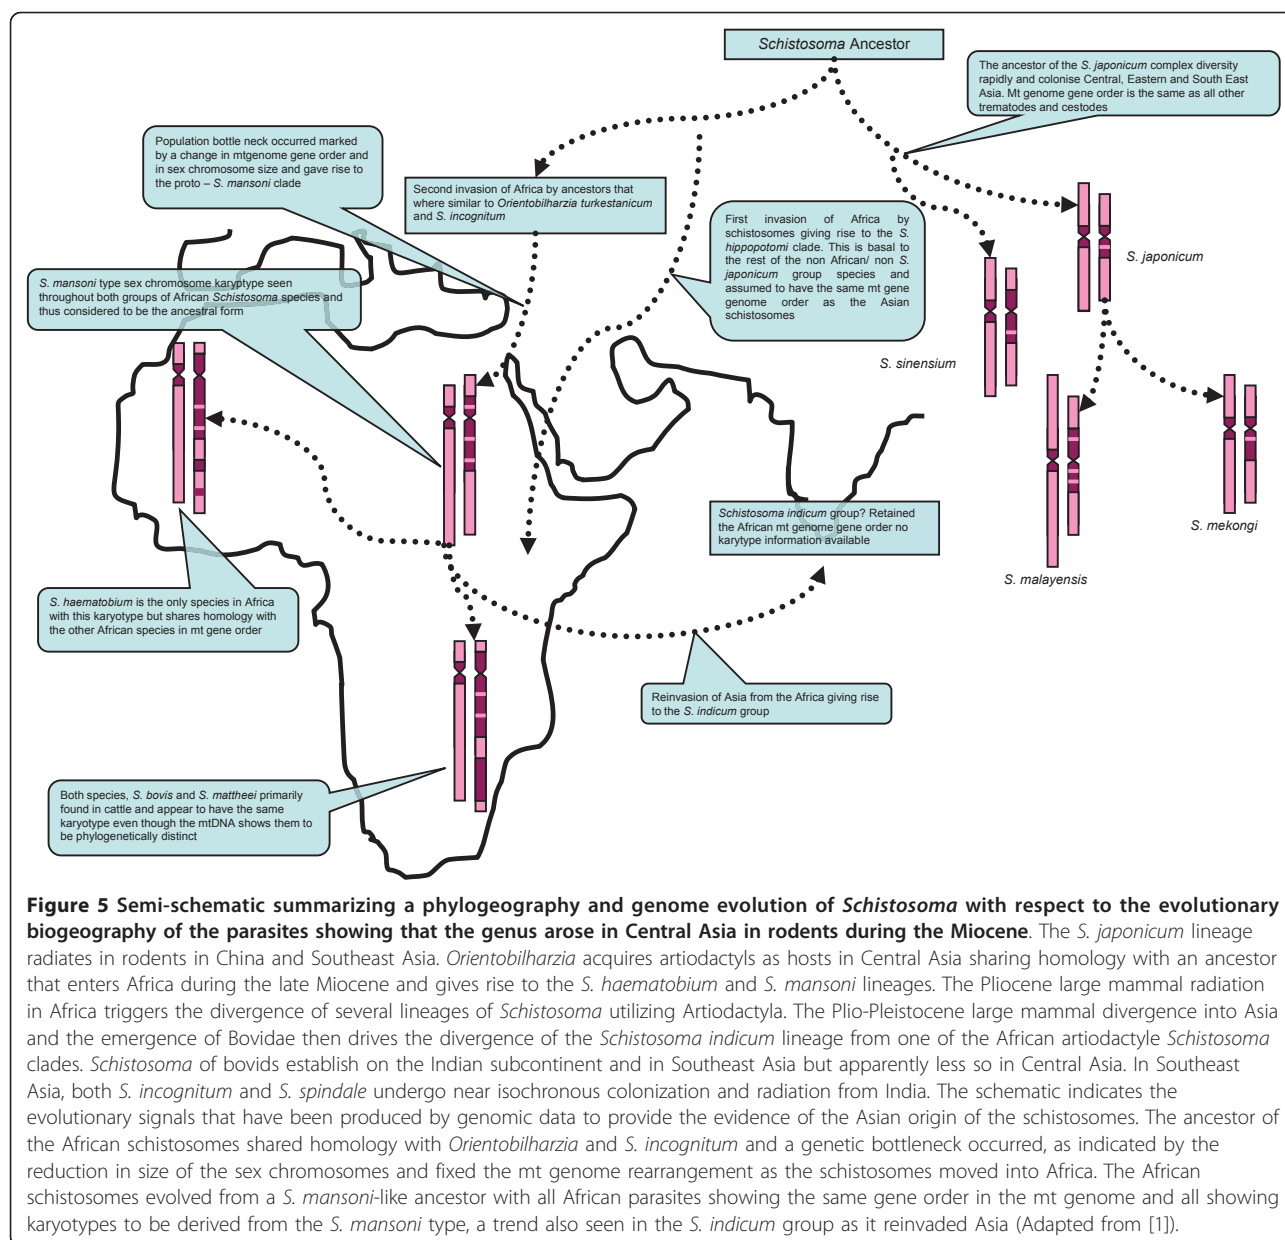 Schistosoma Ancestor
The ancestor of the S. japonicum complex diversity
rapidly and colonise Central, Eastern and South East
Asia. Mt genome gene order is the same as all other
trematodes and cestodes
Population bottle neck occurred marked
by a change in mtgenome gene order and
in sex chromosome size and gave rise to
the proto – S. mansoni clade
Second invasion of Africa by ancestors that
where similar to Orientobilharzia turkestanicum
and S. incognitum
First invasion of Africa by
schistosomes giving rise to the S.
hippopotomi clade. This is basal to
the rest of the non African/ non S.
japonicum group species and
assumed to have the same mt gene
genome order as the Asian
schistosomes
S. japonicum
S. mansoni type sex chromosome karyptype seen
throughout both groups of African Schistosoma species and
thus considered to be the ancestral form
S. sinensium
Schistosoma indicum group? Retained
the African mt genome gene order no
karytype information available
S. mekongi
S. malayensis
S. haematobium is the only species in Africa
with this karyotype but shares homology with
the other African species in mt gene order
Reinvasion of Asia from the Africa giving rise
to the S. indicum group
Both species, S. bovis and S. mattheei primarily
found in cattle and appear to have the same
karyotype even though the mtDNA shows them to
be phylogenetically distinct
Figure 5 Semi-schematic summarizing a phylogeography and genome evolution of Schistosoma with respect to the evolutionary
biogeography of the parasites showing that the genus arose in Central Asia in rodents during the Miocene. The S. japonicum lineage
radiates in rodents in China and Southeast Asia. Orientobilharzia acquires artiodactyls as hosts in Central Asia sharing homology with an ancestor
that enters Africa during the late Miocene and gives rise to the S. haematobium and S. mansoni lineages. The Pliocene large mammal radiation
in Africa triggers the divergence of several lineages of Schistosoma utilizing Artiodactyla. The Plio-Pleistocene large mammal divergence into Asia
and the emergence of Bovidae then drives the divergence of the Schistosoma indicum lineage from one of the African artiodactyle Schistosoma
clades. Schistosoma of bovids establish on the Indian subcontinent and in Southeast Asia but apparently less so in Central Asia. In Southeast
Asia, both S. incognitum and S. spindale undergo near isochronous colonization and radiation from India. The schematic indicates the
evolutionary signals that have been produced by genomic data to provide the evidence of the Asian origin of the schistosomes. The ancestor of
the African schistosomes shared homology with Orientobilharzia and S. incognitum and a genetic bottleneck occurred, as indicated by the
reduction in size of the sex chromosomes and fixed the mt genome rearrangement as the schistosomes moved into Africa. The African
schistosomes evolved from a S. mansoni-like ancestor with all African parasites showing the same gene order in the mt genome and all showing
karyotypes to be derived from the S. mansoni type, a trend also seen in the S. indicum group as it reinvaded Asia (Adapted from [1]).